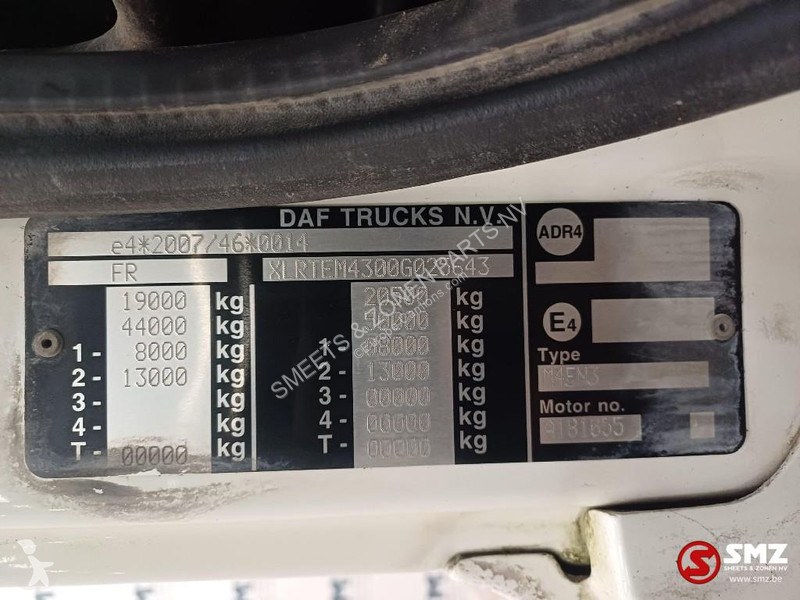 DAF TRUCKS N.V.
e4*2007/46*0014
FR
19000 kg
44000 kg
1- 8000 kg
2- 13000 kg
3- kg
4- kg
T- 00000 kg
kg
kg
1- kg
2- 13000 kg
3- 00000 kg
4- 00000 kg
T- 00000 kg
ADR4
E4
Type
Motor no.
SMEETS & ZONEN-PARTS NV
SMZ
SMEETS & ZONEN NV
www.smz.be